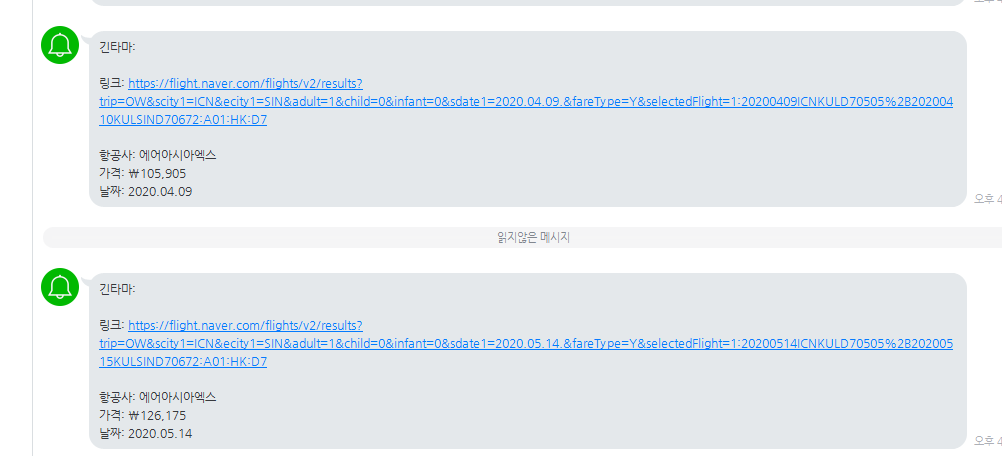 오후 4
긴타마:
링크: https://flight.naver.com/flights/v2/results?
trip=OW&scity1=ICN&ecity1=SIN&adult=1&child=0&infant=0&sdate1=2020.04.09.&fareType=Y&selectedFlight=1:20200409ICNKULD70505%2B202004
10KULSIND70672:A01:HK:D7
항공사: 에어아시아엑스
가격: ₩105,905
날짜: 2020.04.09
오후 4
읽지않은 메시지
긴타마:
링크: https://flight.naver.com/flights/v2/results?
trip=OW&scity1=ICN&ecity1=SIN&adult=1&child=0&infant=0&sdate1=2020.05.14.&fareType=Y&selectedFlight=1:20200514ICNKULD70505%2B202005
15KULSIND70672:A01:HK:D7
항공사: 에어아시아엑스
가격: ₩126,175
날짜: 2020.05.14
오후 4